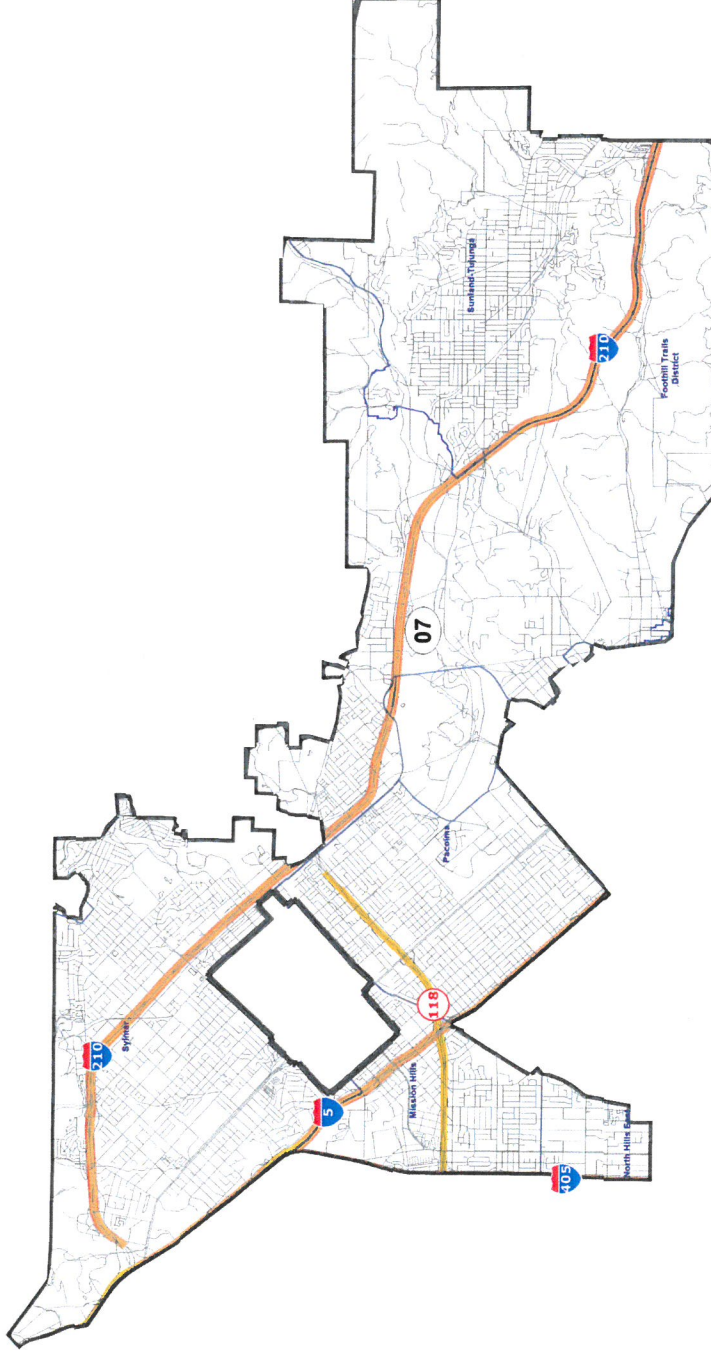 210
Sylmar
5
Mission Hills
07
118
Pacoima
Sunland-Tujunga
405
210
North Hills East
Foothill Trails
District